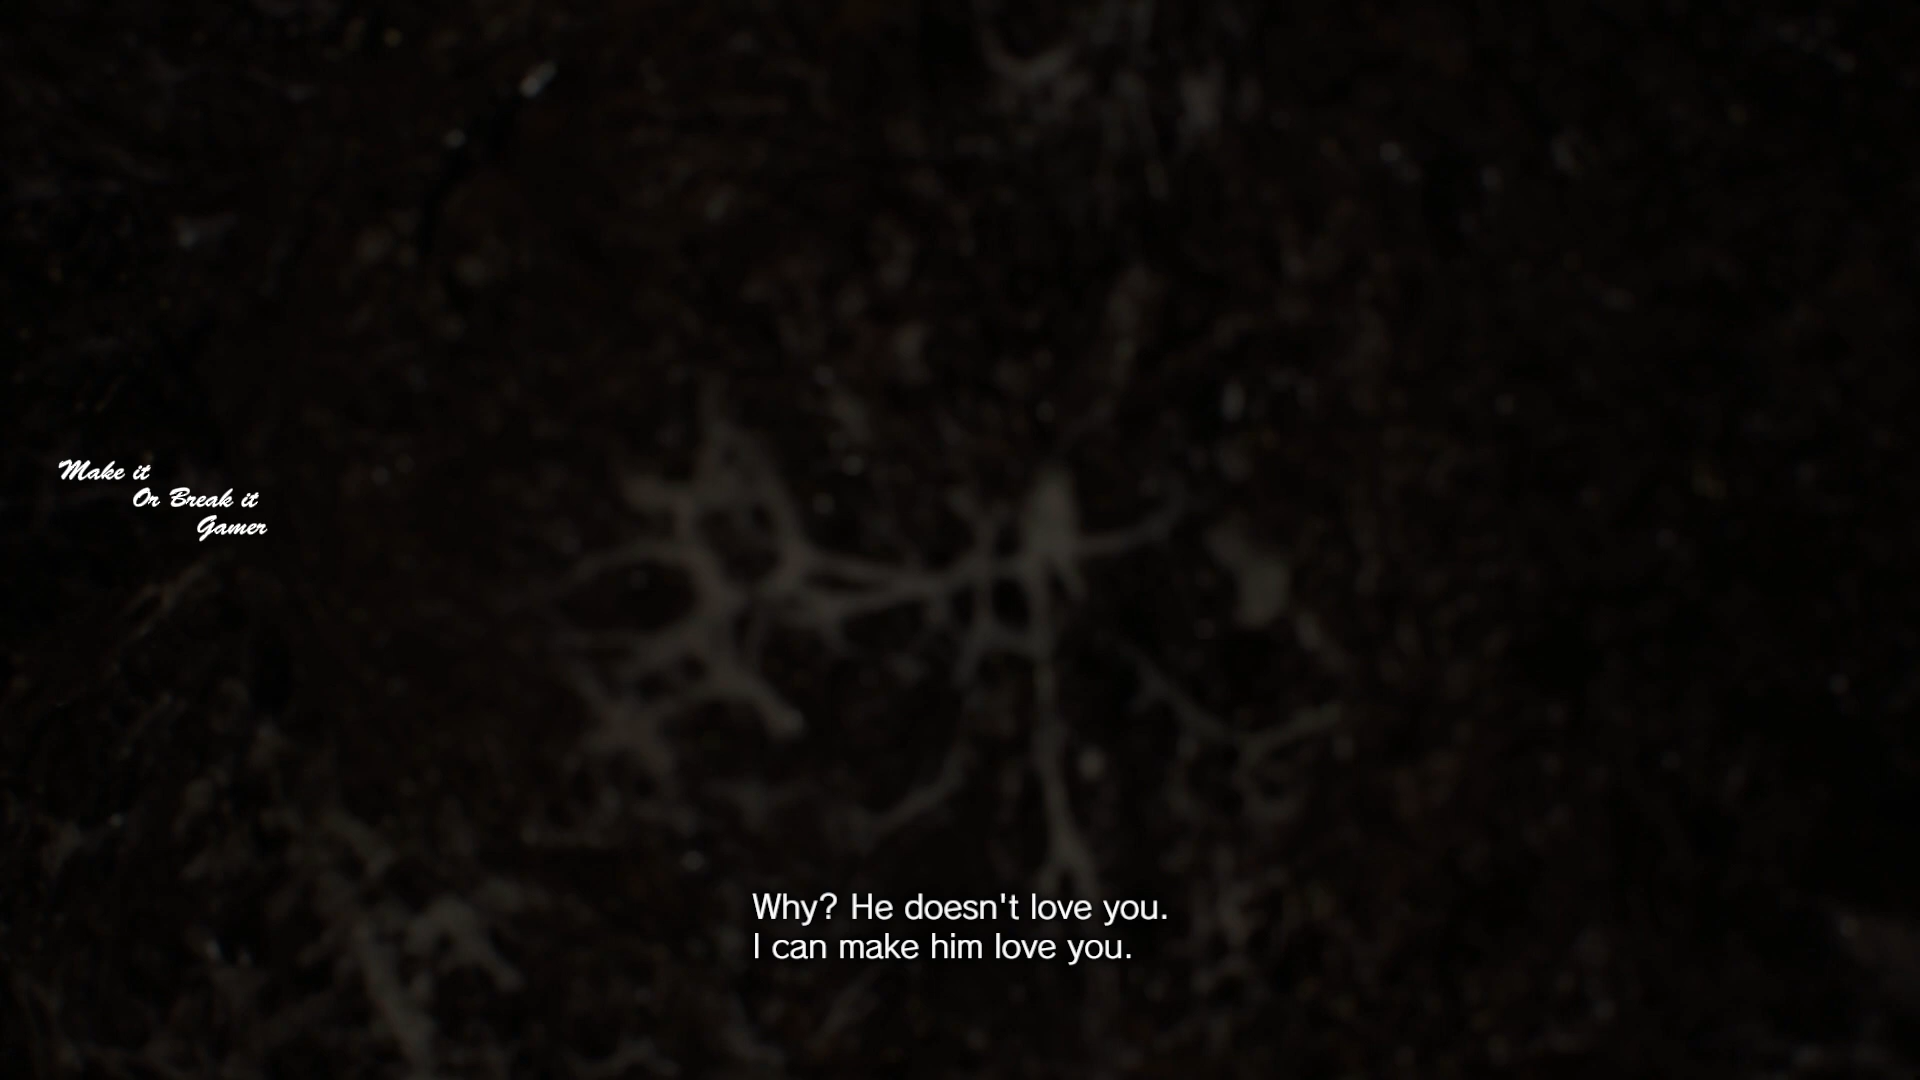 Make it
Or Break it
Gamer
Why? He doesn't love you.
I can make him love you.